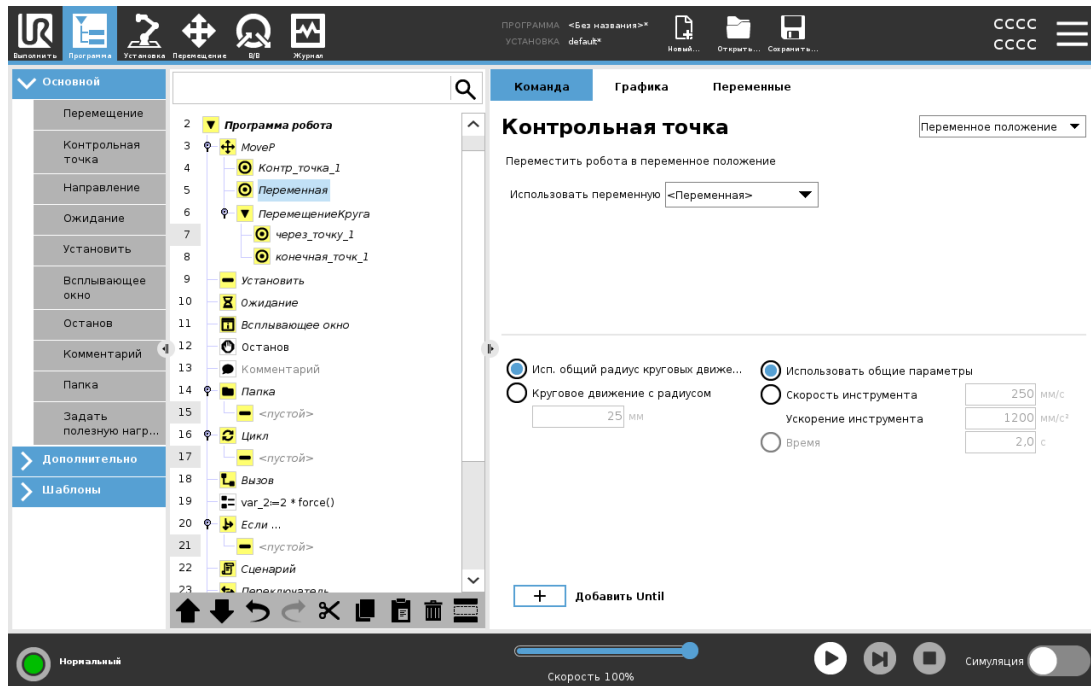 ПРОГРАММА <Без названия>*
УСТАНОВКА default*
Выполнить
Программа
Установка
Перемещение
В/В
Журнал
Новый...
Открыть...
Сохранить...
CCCC
CCCC
Основной
Перемещение
Контрольная
точка
Направление
Ожидание
Установить
Всплывающее
окно
Останов
Комментарий
Папка
Задать
полезную нагр...
Дополнительно
Шаблоны
2 Программа робота
3 MoveP
4 Контр_точка_1
5 Переменная
6 ПеремещениеКруга
7 через_точку_1
8 конечная_точк_1
9 Установить
10 Ожидание
11 Всплывающее окно
12 Останов
13 Комментарий
14 Папка
15 <пустой>
16 Цикл
17 <пустой>
18 Вызов
19 var_2≔2 * force()
20 Если ...
21 <пустой>
22 Сценарий
23 Переключатель
Команда
Графика
Переменные
Контрольная точка
Переменное положение
Переместить робота в переменное положение
Использовать переменную <Переменная>
Исп. общий радиус круговых движе...
Круговое движение с радиусом
25 мм
Использовать общие параметры
Скорость инструмента 250 мм/с
Ускорение инструмента 1200 мм/с²
Время 2,0 с
+ Добавить Until
Нормальный
Скорость 100%
Симуляция